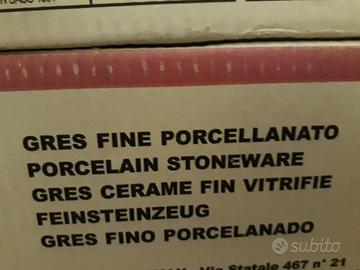 GRES FINE PORCELLANATO
PORCELAIN STONEWARE
GRES CERAME FIN VITRIFIE
FEINSTEINZEUG
GRES FINO PORCELANADO
Via Statale 467 n° 21
subito